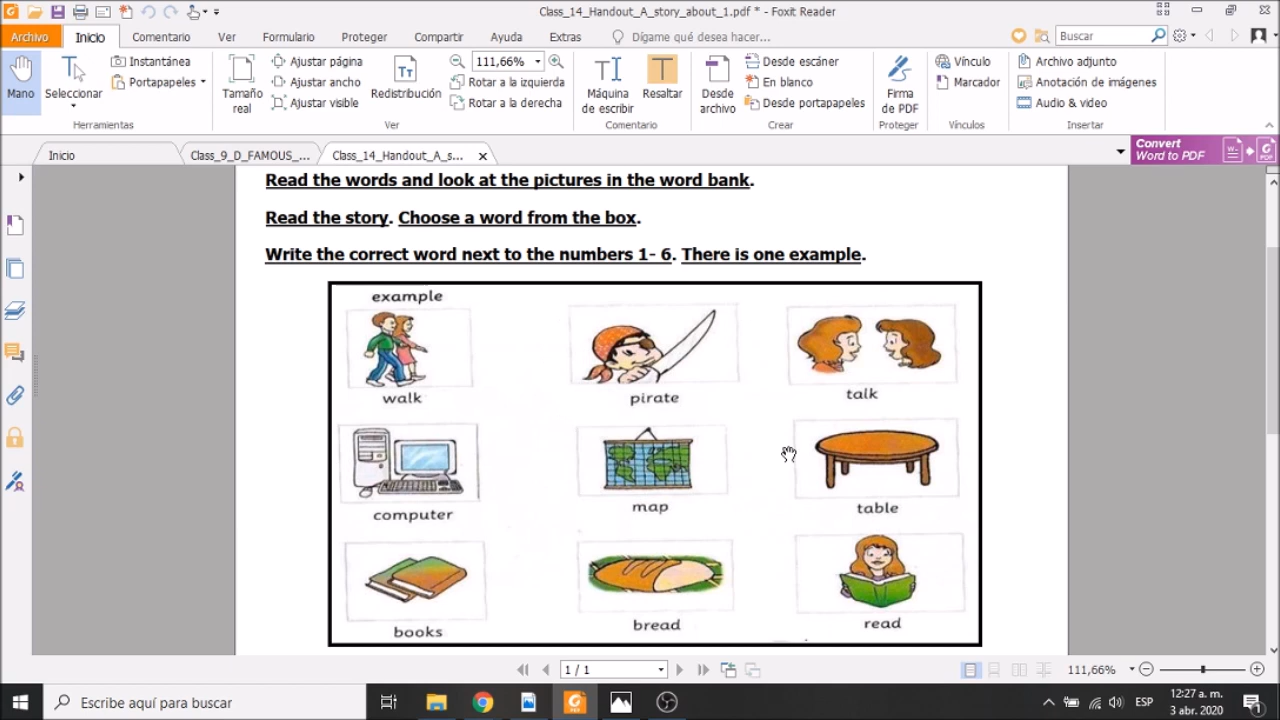 Class_14_Handout_A_story_about_1.pdf * - Foxit Reader
Archivo Inicio Comentario Ver Formulario Proteger Compartir Ayuda Extras Dígame qué desea hacer... Buscar
Mano
Seleccionar
Instantánea
Portapapeles
Herramientas
Tamaño real
Ajustar página
Ajustar ancho
Ajustar visible
Redistribución
111,66%
Rotar a la izquierda
Rotar a la derecha
Ver
Máquina de escribir
Resaltar
Comentario
Desde archivo
Desde escáner
En blanco
Desde portapapeles
Crear
Firma de PDF
Proteger
Vínculo
Marcador
Vínculos
Archivo adjunto
Anotación de imágenes
Audio & video
Insertar
Inicio Class_9_D_FAMOUS_... Class_14_Handout_A_s...
Convert
Word to PDF
Read the words and look at the pictures in the word bank.
Read the story. Choose a word from the box.
Write the correct word next to the numbers 1- 6. There is one example.
example
walk pirate talk
computer map table
books bread read
1 / 1 111,66%
Escribe aquí para buscar
ESP
12:27 a. m.
3 abr. 2020
1